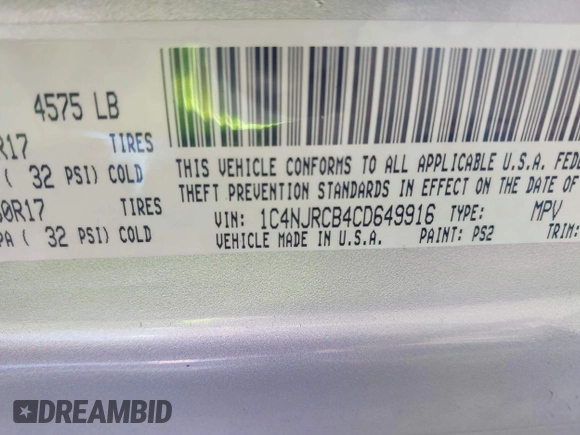 4575 LB
R17 TIRES
( 32 PSI) COLD
60R17 TIRES
PA ( 32 PSI) COLD
THIS VEHICLE CONFORMS TO ALL APPLICABLE U.S.A. FEDE
THEFT PREVENTION STANDARDS IN EFFECT ON THE DATE OF
VIN: 1C4NJRCB4CD649916 TYPE: MPV
VEHICLE MADE IN U.S.A. PAINT: PS2 TRIM:
DREAMBID